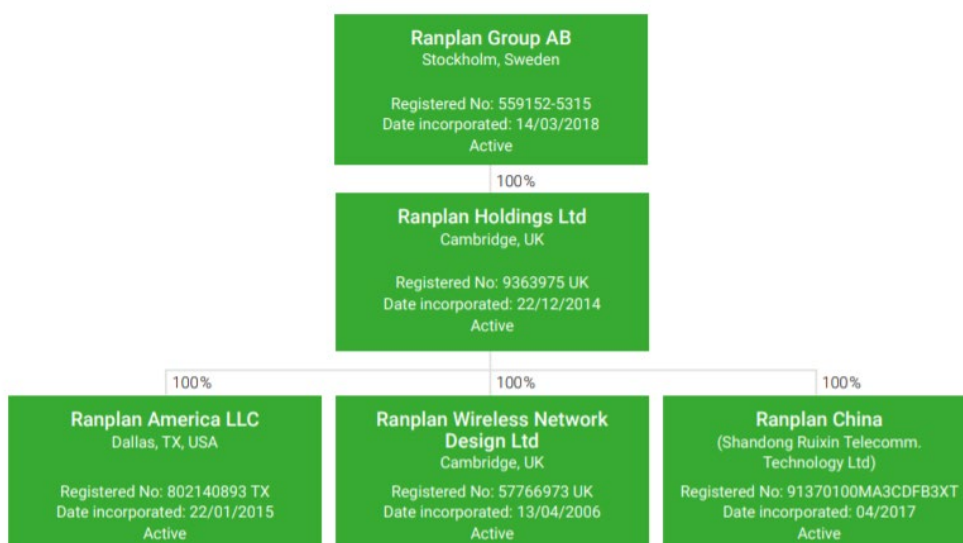 Ranplan Group AB
Stockholm, Sweden
Registered No: 559152-5315
Date incorporated: 14/03/2018
Active
100%
Ranplan Holdings Ltd
Cambridge, UK
Registered No: 9363975 UK
Date incorporated: 22/12/2014
Active
100%
100%
100%
Ranplan America LLC
Dallas, TX, USA
Registered No: 802140893 TX
Date incorporated: 22/01/2015
Active
Ranplan Wireless Network
Design Ltd
Cambridge, UK
Registered No: 57766973 UK
Date incorporated: 13/04/2006
Active
Ranplan China
(Shandong Ruixin Telecomm.
Technology Ltd)
Registered No: 91370100MA3CDFB3XT
Date incorporated: 04/2017
Active